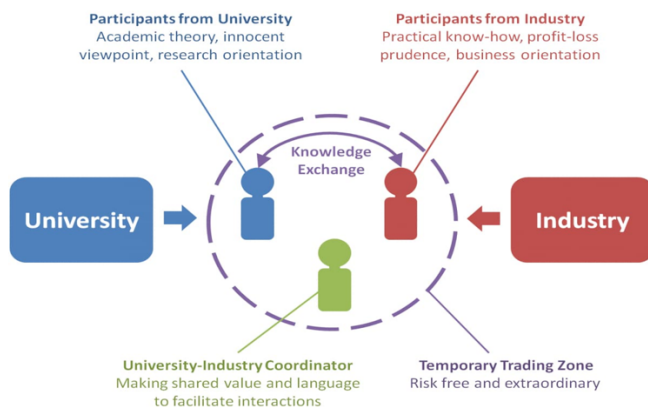 Participants from University
Academic theory, innocent
viewpoint, research orientation
Participants from Industry
Practical know-how, profit-loss
prudence, business orientation
Knowledge
Exchange
University
Industry
University-Industry Coordinator
Making shared value and language
to facilitate interactions
Temporary Trading Zone
Risk free and extraordinary